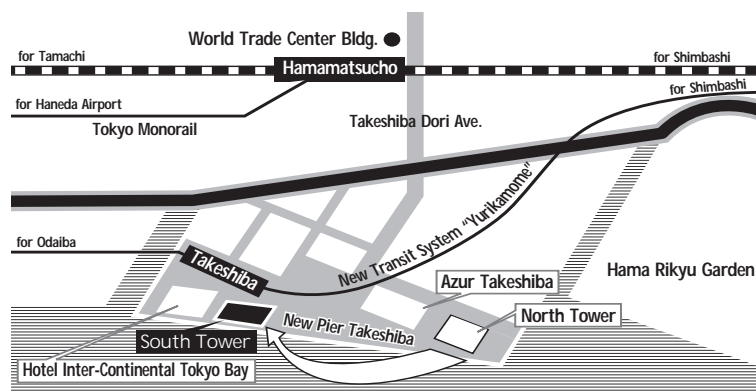 World Trade Center Bldg.
for Tamachi
Hamamatsucho
for Shimbashi
for Shimbashi
for Haneda Airport
Tokyo Monorail
Takeshiba Dori Ave.
New Transit System "Yurikamome"
for Odaiba
Takeshiba
Hama Rikyu Garden
Azur Takeshiba
North Tower
New Pier Takeshiba
South Tower
Hotel Inter-Continental Tokyo Bay